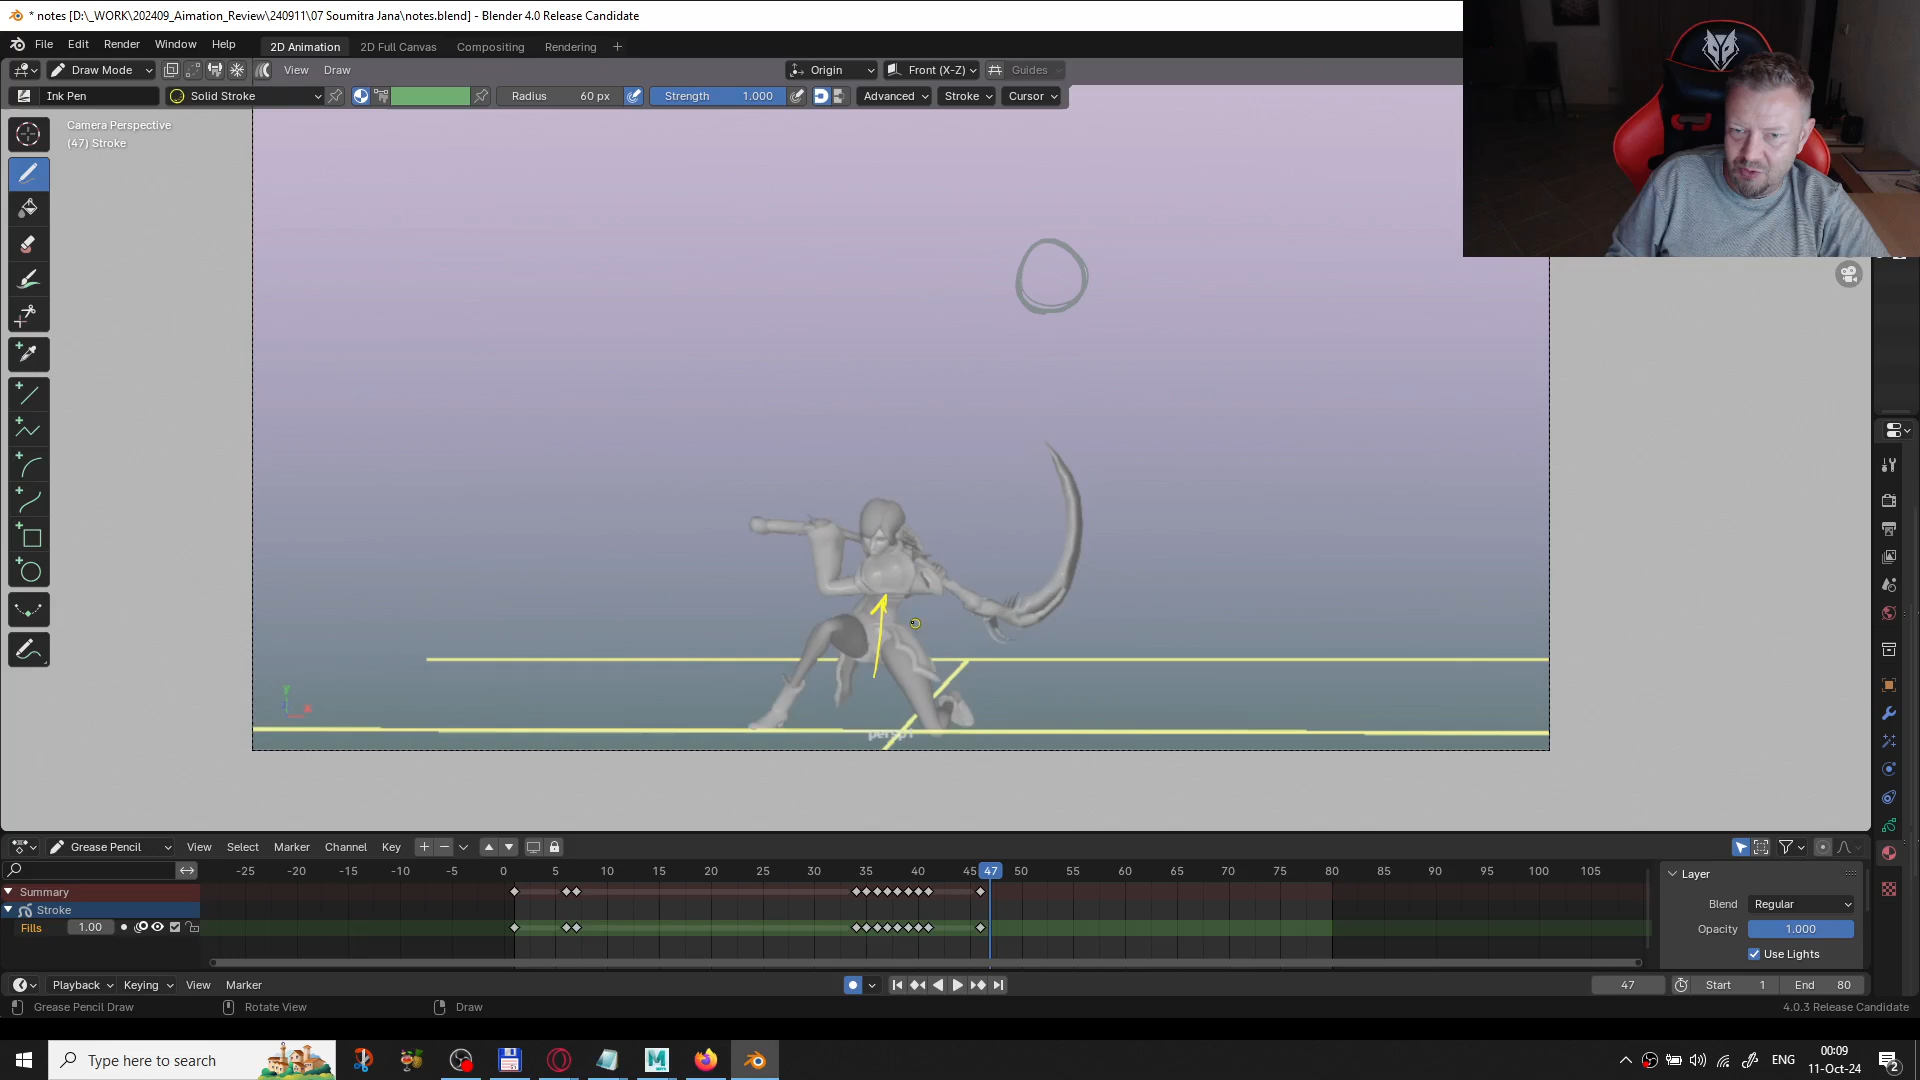 * notes [D:\_WORK\202409_Aimation_Review\240911\07 Soumitra Jana\notes.blend] - Blender 4.0 Release Candidate
File Edit Render Window Help 2D Animation 2D Full Canvas Compositing Rendering +
Draw Mode View Draw Origin Front (X-Z) Guides
Ink Pen Solid Stroke Radius 60 px Strength 1.000 Advanced Stroke Cursor
Camera Perspective
(47) Stroke
Grease Pencil View Select Marker Channel Key
-25 -20 -15 -10 -5 0 5 10 15 20 25 30 35 40 45 47 50 55 60 65 70 75 80 85 90 95 100 105
Layer
Summary
Blend Regular
Stroke
Fills 1.00
Opacity 1.000
Use Lights
Playback Keying View Marker 47 Start 1 End 80
Grease Pencil Draw Rotate View Draw 4.0.3 Release Candidate
Type here to search ENG 00:09
11-Oct-24 2